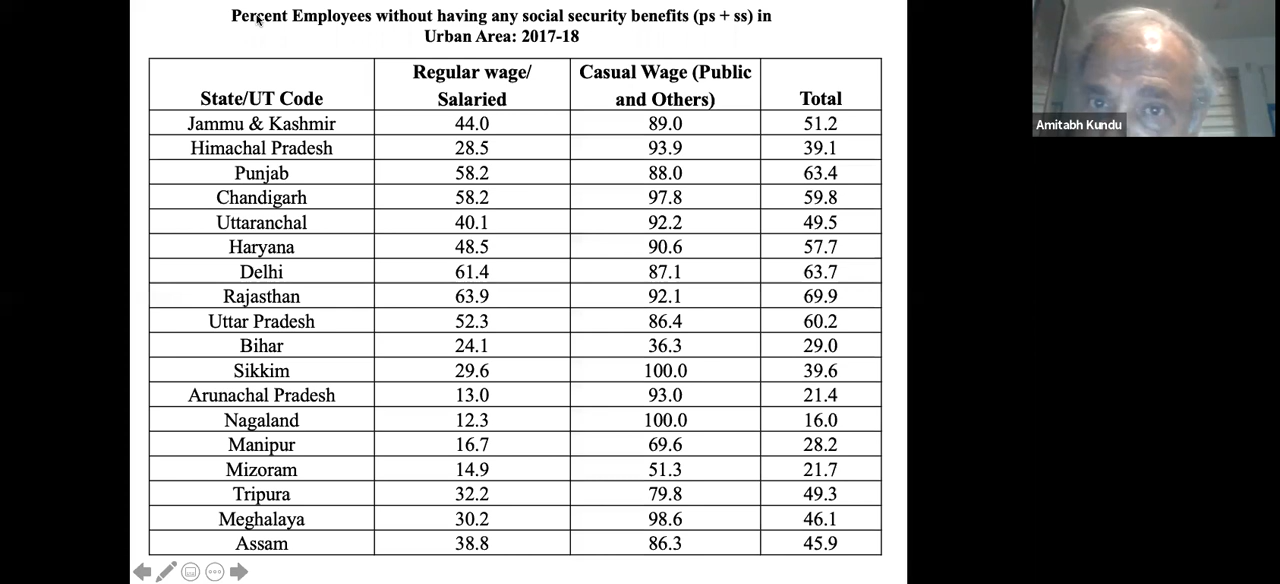 Percent Employees without having any social security benefits (ps + ss) in
Urban Area: 2017-18
State/UT Code Regular wage/ Salaried Casual Wage (Public and Others) Total
Jammu & Kashmir 44.0 89.0 51.2
Himachal Pradesh 28.5 93.9 39.1
Punjab 58.2 88.0 63.4
Chandigarh 58.2 97.8 59.8
Uttaranchal 40.1 92.2 49.5
Haryana 48.5 90.6 57.7
Delhi 61.4 87.1 63.7
Rajasthan 63.9 92.1 69.9
Uttar Pradesh 52.3 86.4 60.2
Bihar 24.1 36.3 29.0
Sikkim 29.6 100.0 39.6
Arunachal Pradesh 13.0 93.0 21.4
Nagaland 12.3 100.0 16.0
Manipur 16.7 69.6 28.2
Mizoram 14.9 51.3 21.7
Tripura 32.2 79.8 49.3
Meghalaya 30.2 98.6 46.1
Assam 38.8 86.3 45.9
Amitabh Kundu